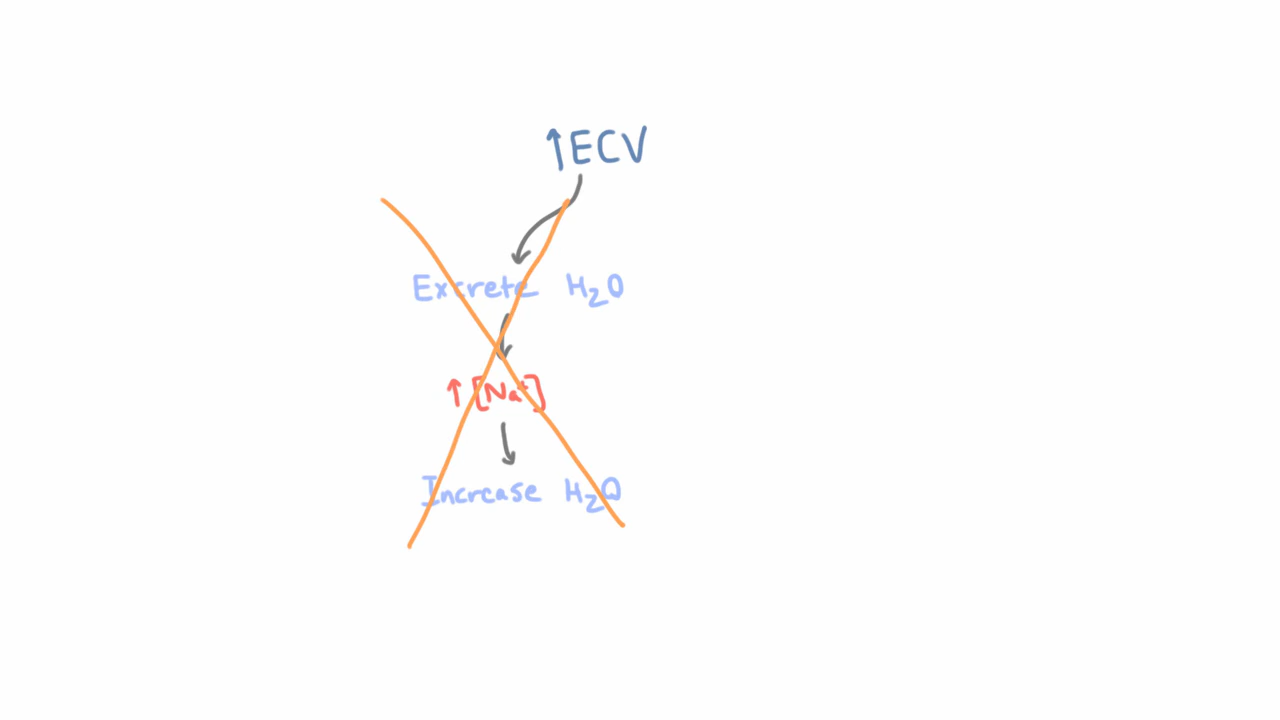 ↑ECV
Excrete H₂O
↑[Na⁺]
Increase H₂O